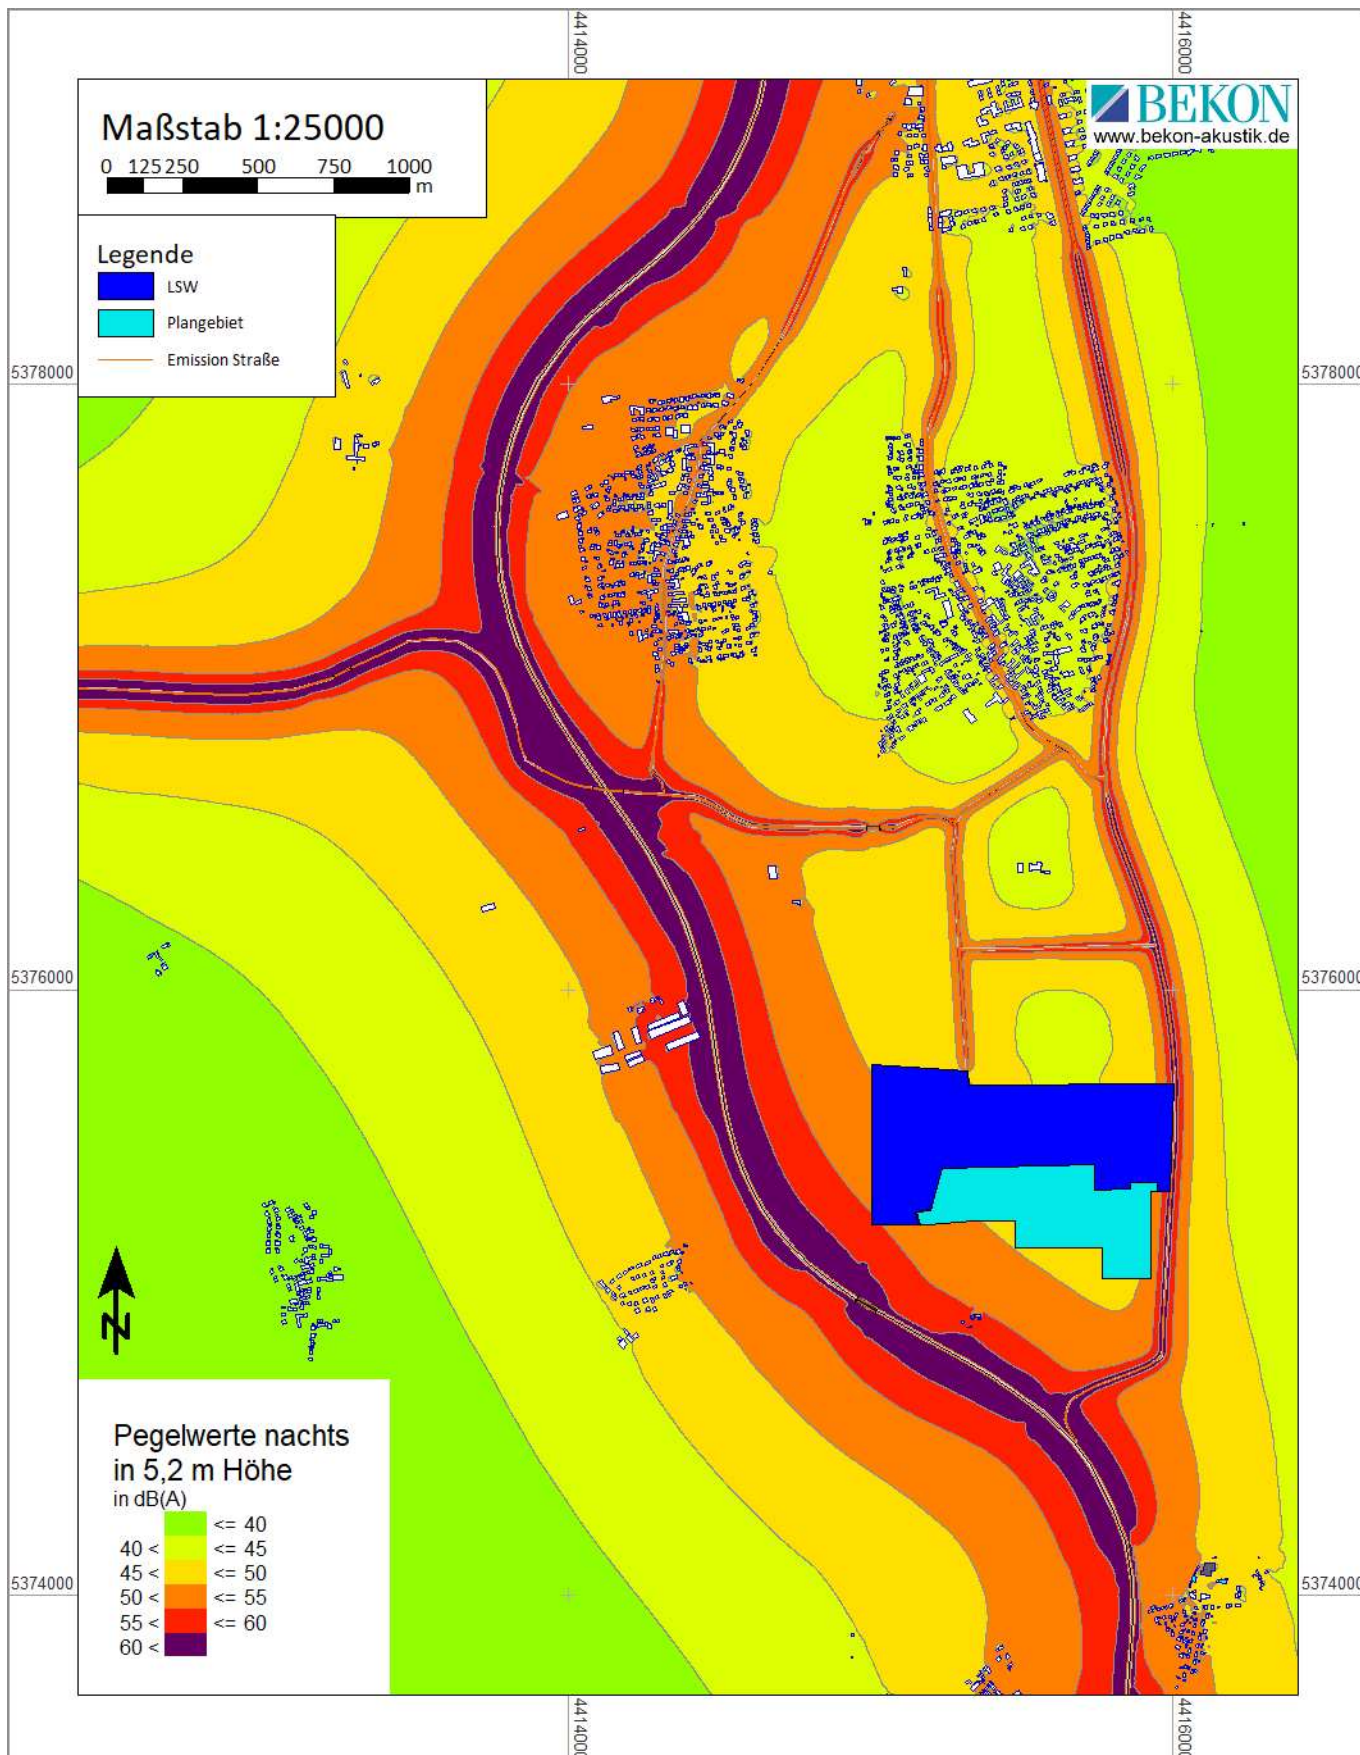 4414000
4416000
Maßstab 1:25000
0 125 250 500 750 1000
m
BEKON
www.bekon-akustik.de
Legende
LSW
Plangebiet
Emission Straße
5378000
5378000
5376000
5376000
N
Pegelwerte nachts
in 5,2 m Höhe
in dB(A)
<= 40
40 < <= 45
45 < <= 50
50 < <= 55
55 < <= 60
60 <
5374000
5374000
4414000
4416000